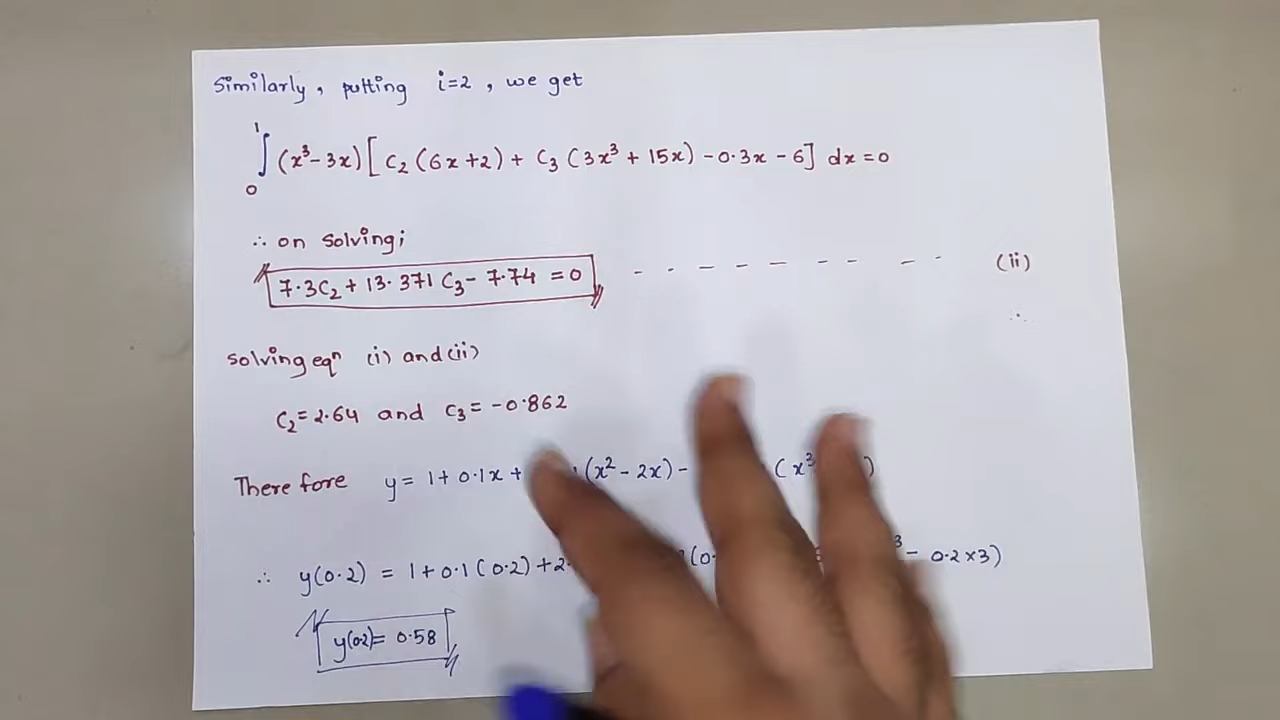 Similarly, putting i=2, we get
∫₀¹ (x³-3x) [C₂ (6x+2) + C₃ (3x³ + 15x) -0.3x - 6] dx = 0
∴ on solving;
7.3C₂ + 13.371 C₃ - 7.74 = 0 - - - - - - - - - (ii)
Solving eqⁿ (i) and (ii)
C₂ = 2.64 and C₃ = -0.862
There fore y = 1 + 0.1x + (x² - 2x) - (x³ )
∴ y(0.2) = 1 + 0.1 (0.2) + 2. (0. ³ - 0.2×3)
y(0.2) = 0.58